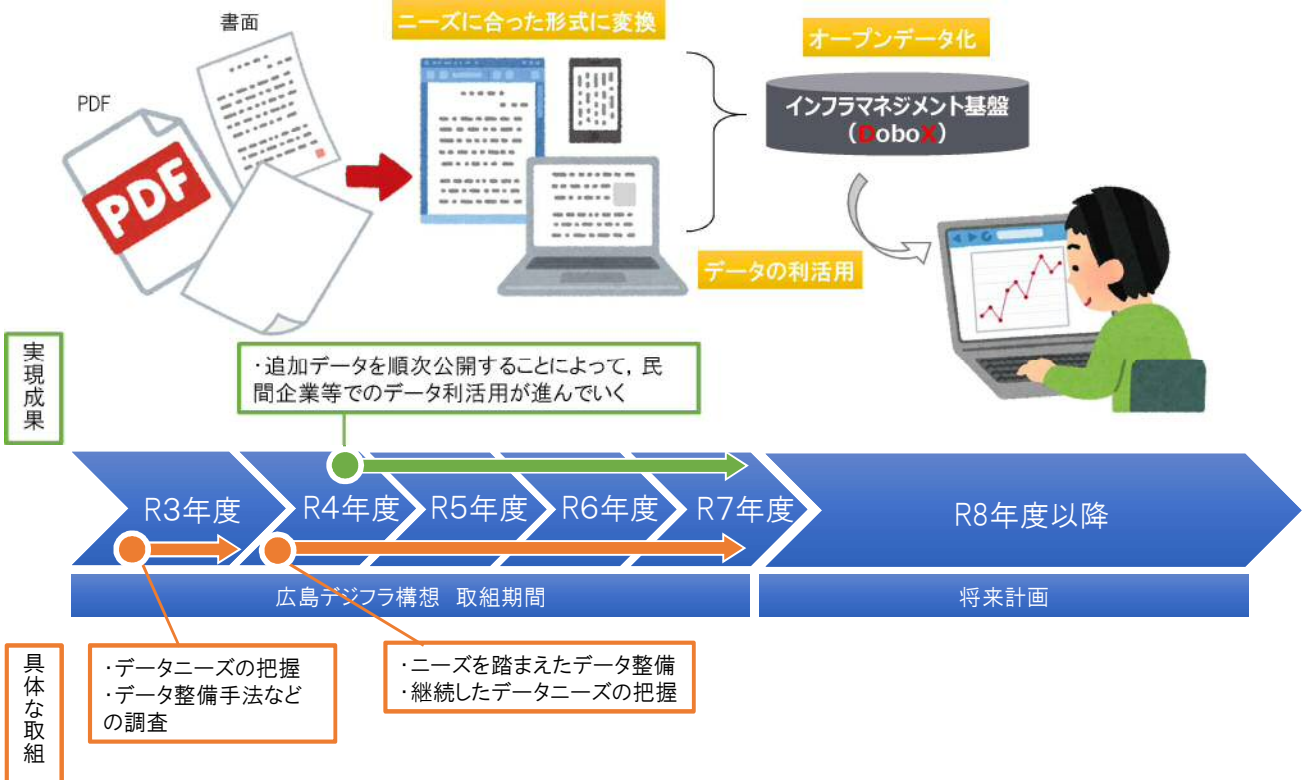 書面
ニーズに合った形式に変換
オープンデータ化
PDF
PDF
インフラマネジメント基盤
（DoboX）
データの利活用
実現成果
・追加データを順次公開することによって，民
間企業等でのデータ利活用が進んでいく
R3年度
R4年度
R5年度
R6年度
R7年度
R8年度以降
広島デジフラ構想　取組期間
将来計画
具体な取組
・データニーズの把握
・データ整備手法など
の調査
・ニーズを踏まえたデータ整備
・継続したデータニーズの把握